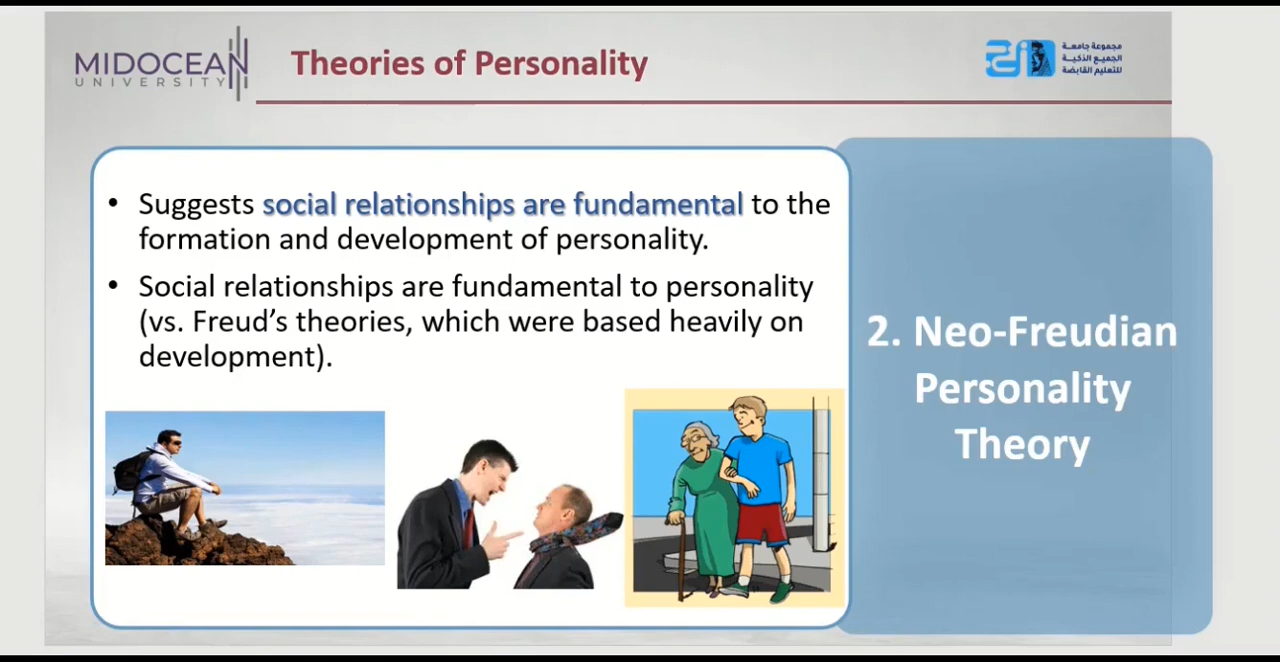 MIDOCEAN
UNIVERSITY
Theories of Personality
مجموعة جامعة
الجميع الذكية
للتعليم القابضة
• Suggests social relationships are fundamental to the
formation and development of personality.
• Social relationships are fundamental to personality
(vs. Freud's theories, which were based heavily on
development).
2. Neo-Freudian
Personality
Theory